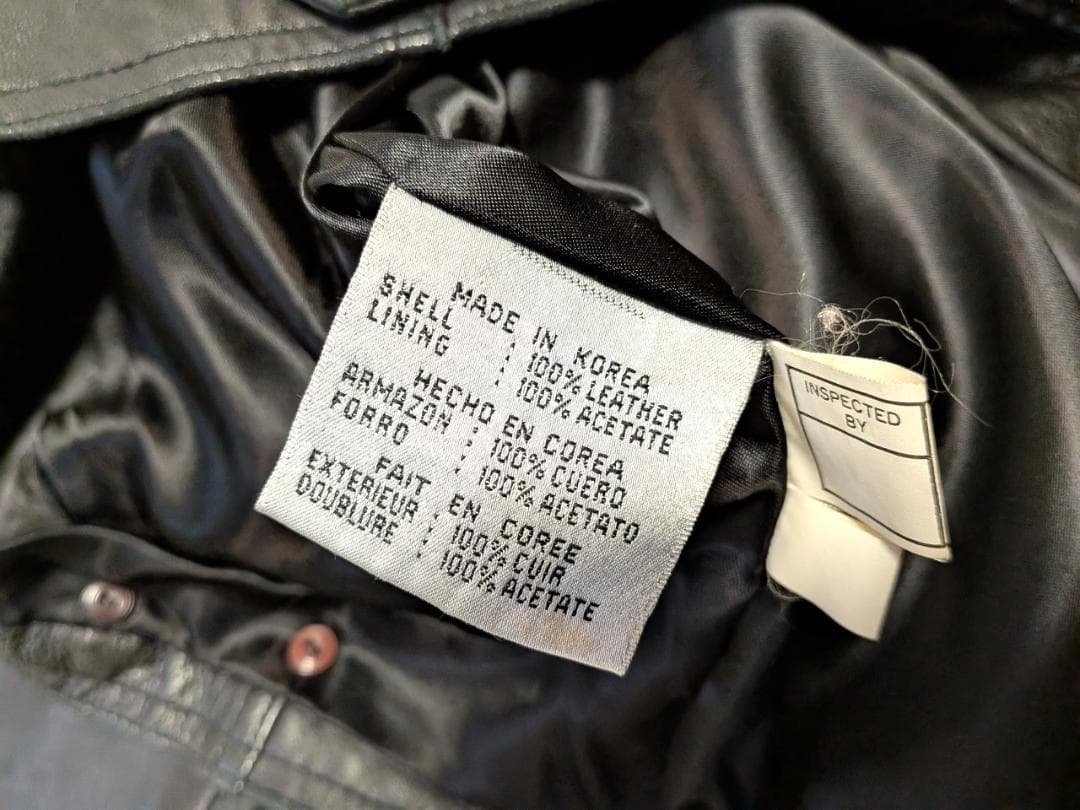 MADE IN KOREA
SHELL : 100% LEATHER
LINING : 100% ACETATE
HECHO EN COREA
ARMAZON : 100% CUERO
FORRO : 100% ACETATO
FAIT EN COREE
EXTERIEUR : 100% CUIR
DOUBLURE : 100% ACETATE
INSPECTED
BY